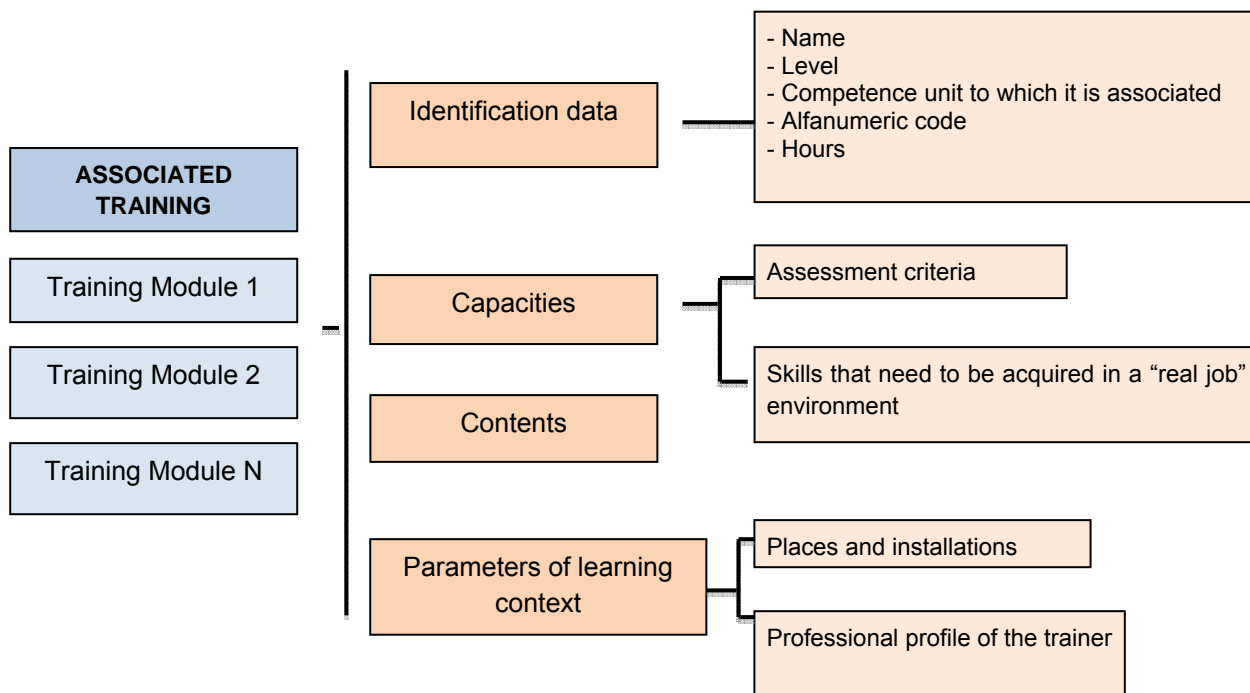 ASSOCIATED
TRAINING
Training Module 1
Training Module 2
Training Module N
Identification data
- Name
- Level
- Competence unit to which it is associated
- Alfanumeric code
- Hours
Capacities
Assessment criteria
Skills that need to be acquired in a “real job”
environment
Contents
Parameters of learning
context
Places and installations
Professional profile of the trainer